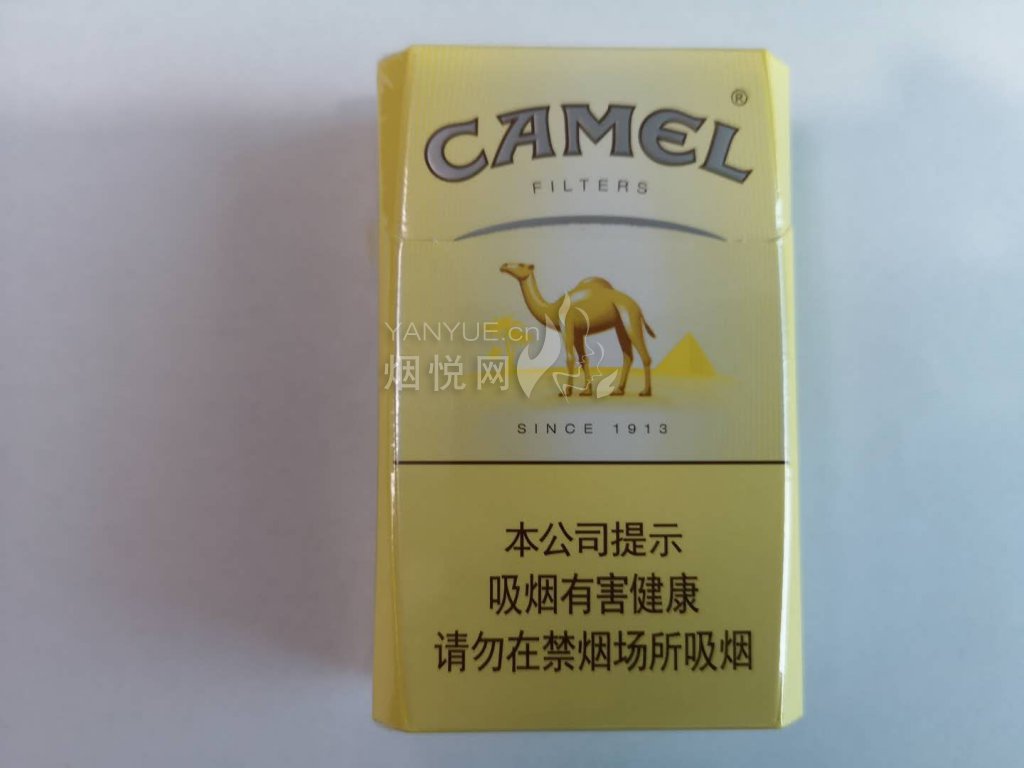 CAMEL®
FILTERS
YANYUE.cn
烟悦网
SINCE 1913
本公司提示
吸烟有害健康
请勿在禁烟场所吸烟